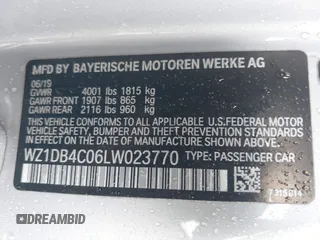 MFD BY BAYERISCHE MOTOREN WERKE AG
06/19
GVWR 4001 lbs 1815 kg
GAWR FRONT 1907 lbs 865 kg
GAWR REAR 2116 lbs 960 kg
THIS VEHICLE CONFORMS TO ALL APPLICABLE U.S.FEDERAL MOTOR
VEHICLE SAFETY, BUMPER, AND THEFT PREVENTION STANDARDS
IN EFFECT ON THE DATE OF MANUFACTURE SHOWN ABOVE.
WZ1DB4C06LW023770 TYPE: PASSENGER CAR
WZ1DB4C06LW023770
WIREBID